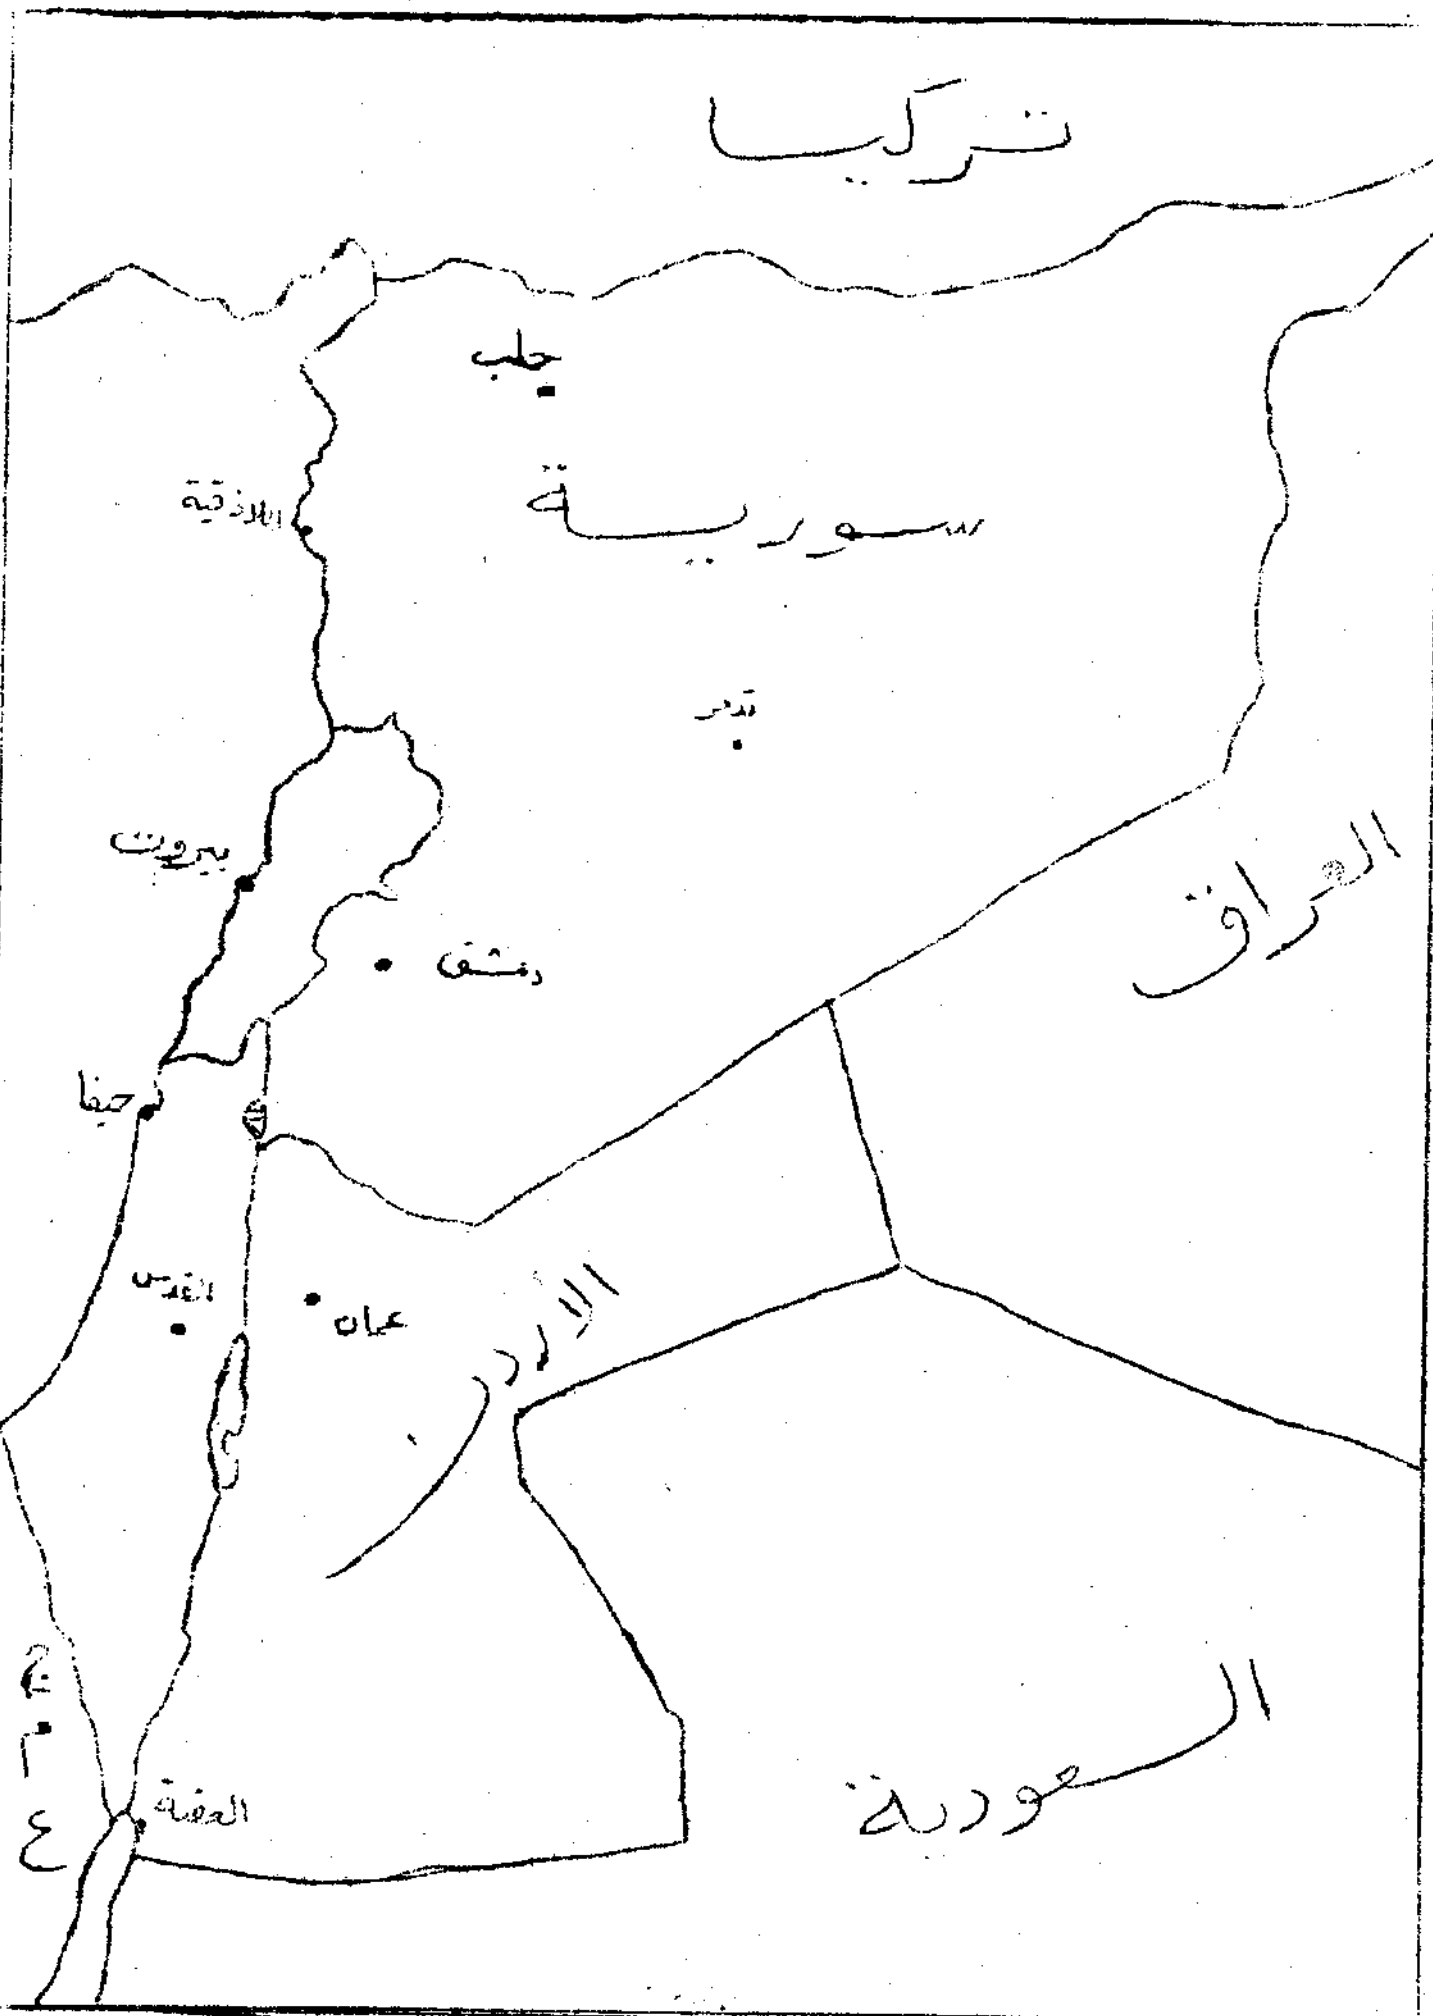 تركيا
حلب
سورية
اللاذقية
تدمر
بيروت
العراق
دمشق
حيفا
القدس
عمان
الأردن
ج
م
ع
العقبة
السعودية